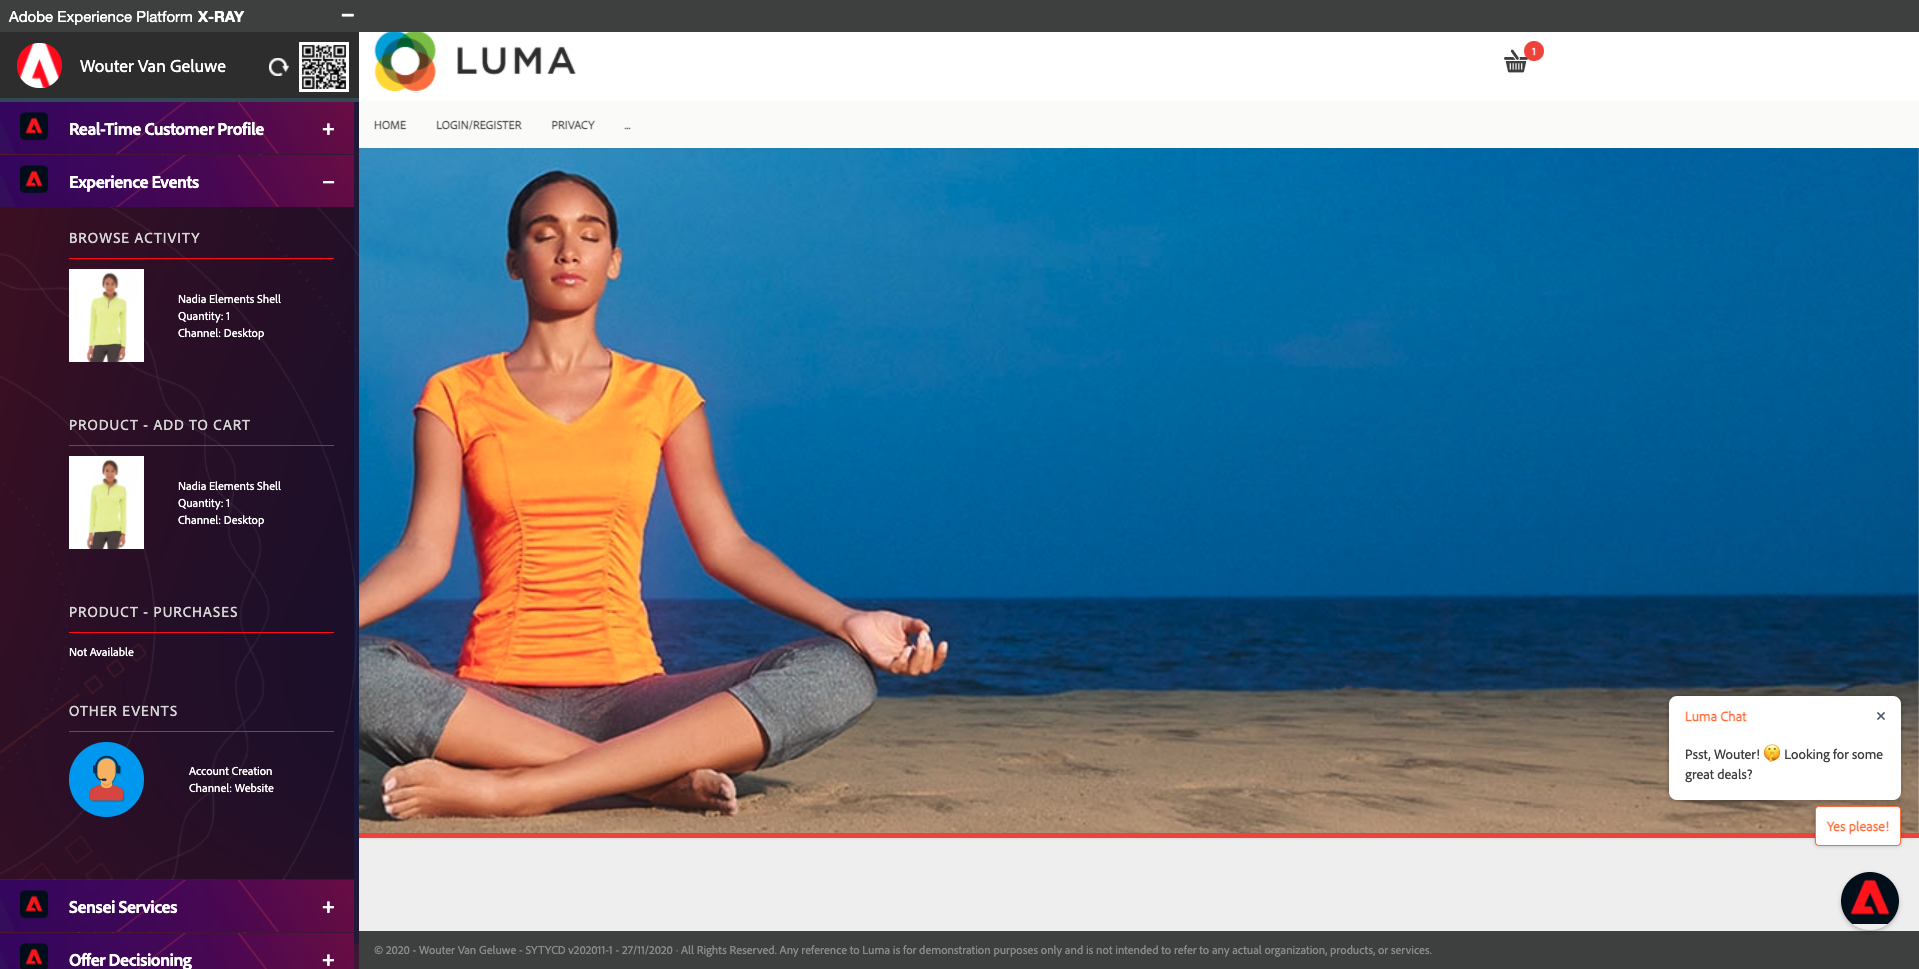 Adobe Experience Platform X-RAY
Wouter Van Geluwe
Real-Time Customer Profile
Experience Events
BROWSE ACTIVITY
Nadia Elements Shell
Quantity: 1
Channel: Desktop
PRODUCT - ADD TO CART
Nadia Elements Shell
Quantity: 1
Channel: Desktop
PRODUCT - PURCHASES
Not Available
OTHER EVENTS
Account Creation
Channel: Website
Sensei Services
Offer Decisioning
LUMA
1
HOME LOGIN/REGISTER PRIVACY ...
Luma Chat
Psst, Wouter! 🤫 Looking for some
great deals?
Yes please!
© 2020 - Wouter Van Geluwe - SYTYCD v202011-1 - 27/11/2020 · All Rights Reserved. Any reference to Luma is for demonstration purposes only and is not intended to refer to any actual organization, products, or services.